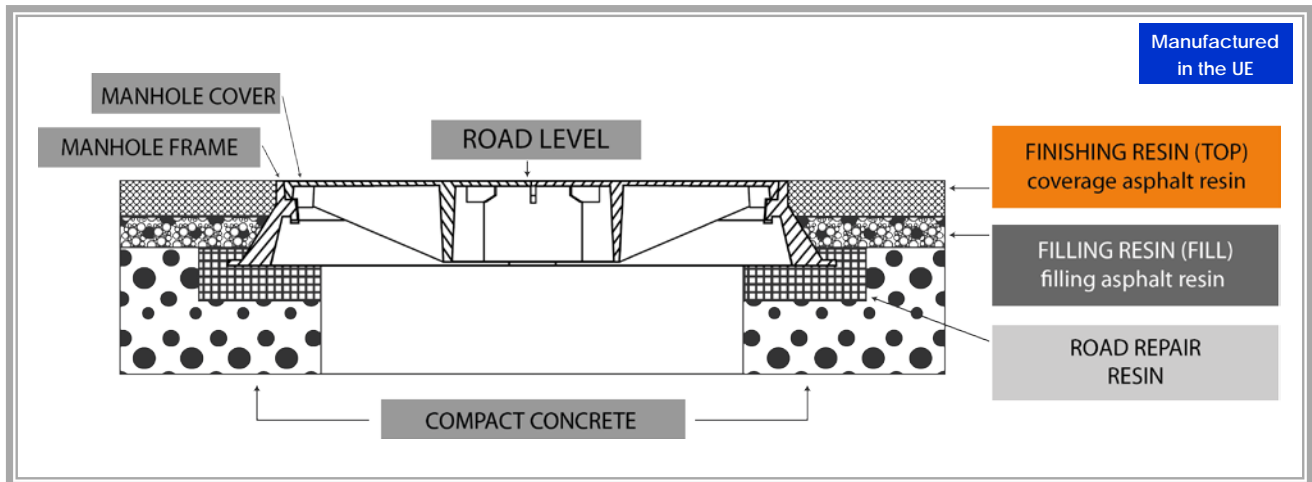 Manufactured
in the UE
MANHOLE COVER
MANHOLE FRAME
ROAD LEVEL
FINISHING RESIN (TOP)
coverage asphalt resin
FILLING RESIN (FILL)
filling asphalt resin
ROAD REPAIR
RESIN
COMPACT CONCRETE